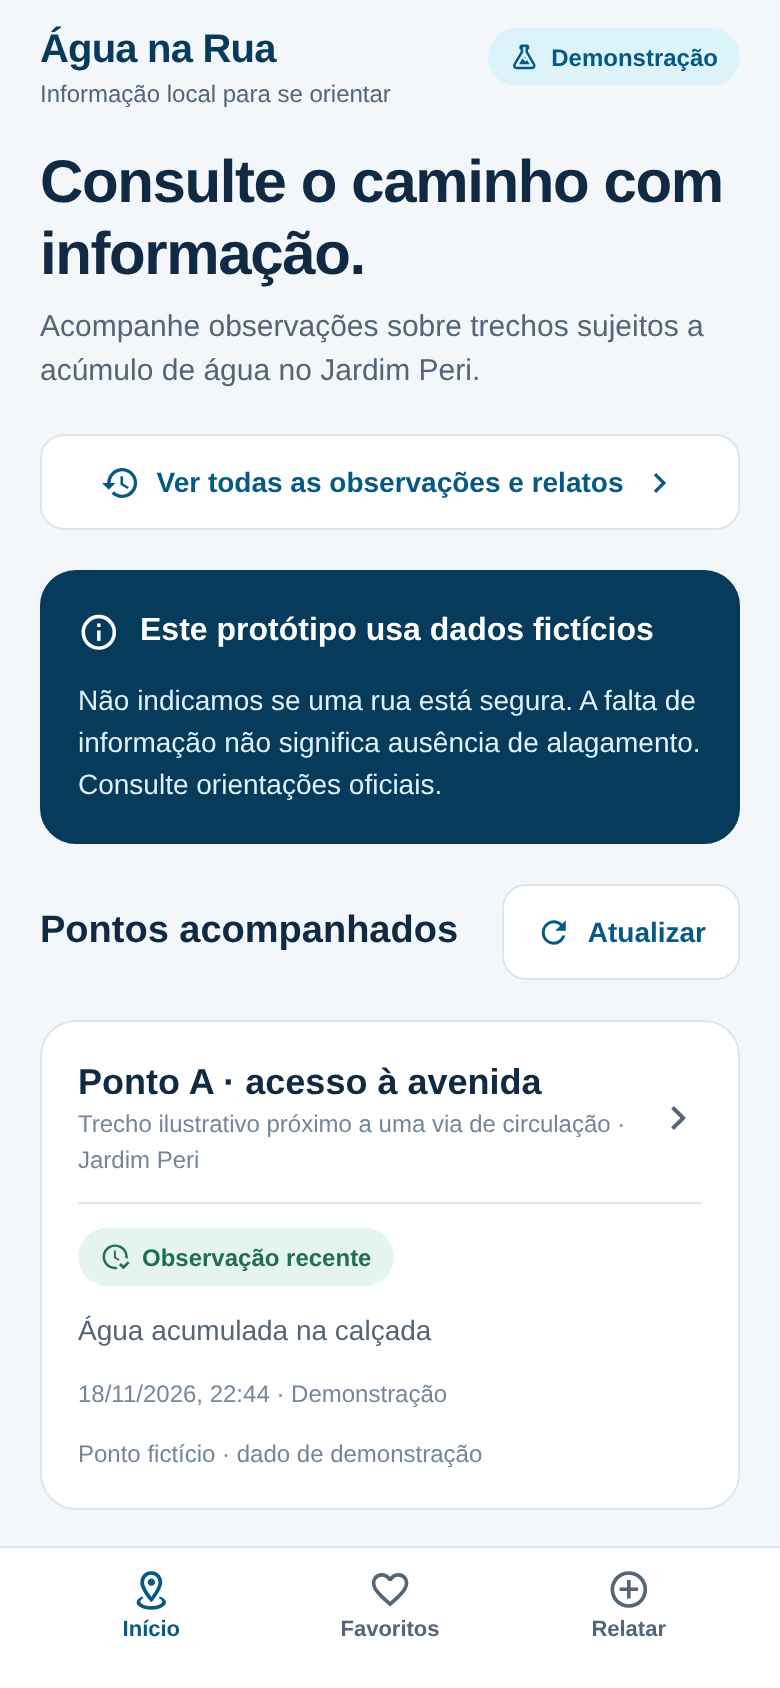 Água na Rua
Demonstração
Informação local para se orientar
Consulte o caminho com
informação.
Acompanhe observações sobre trechos sujeitos a
acúmulo de água no Jardim Peri.
Ver todas as observações e relatos
Este protótipo usa dados fictícios
Não indicamos se uma rua está segura. A falta de
informação não significa ausência de alagamento.
Consulte orientações oficiais.
Pontos acompanhados
Atualizar
Ponto A · acesso à avenida
Trecho ilustrativo próximo a uma via de circulação ·
Jardim Peri
Observação recente
Água acumulada na calçada
18/11/2026, 22:44 · Demonstração
Ponto fictício · dado de demonstração
Início
Favoritos
Relatar